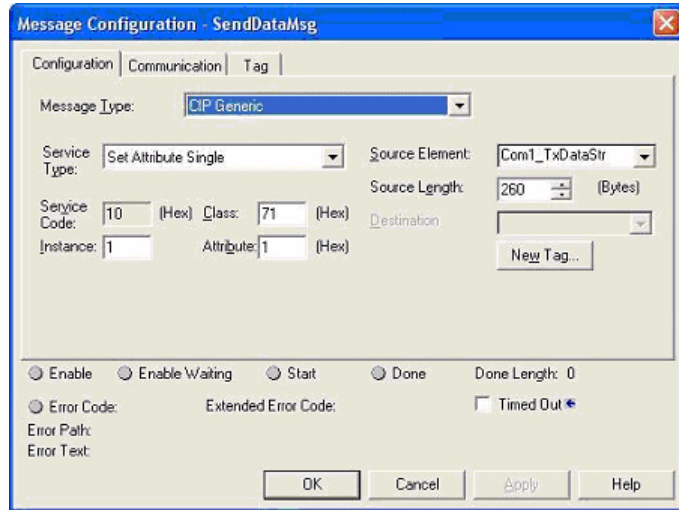 Message Configuration - SendDataMsg
Configuration Communication Tag
Message Type: CIP Generic
Service Type: Set Attribute Single Source Element: Com1_TxDataStr
Source Length: 260 (Bytes)
Service Code: 10 (Hex) Class: 71 (Hex) Destination
Instance: 1 Attribute: 1 (Hex) New Tag...
Enable Enable Waiting Start Done Done Length: 0
Error Code: Extended Error Code: Timed Out
Error Path:
Error Text:
OK Cancel Apply Help